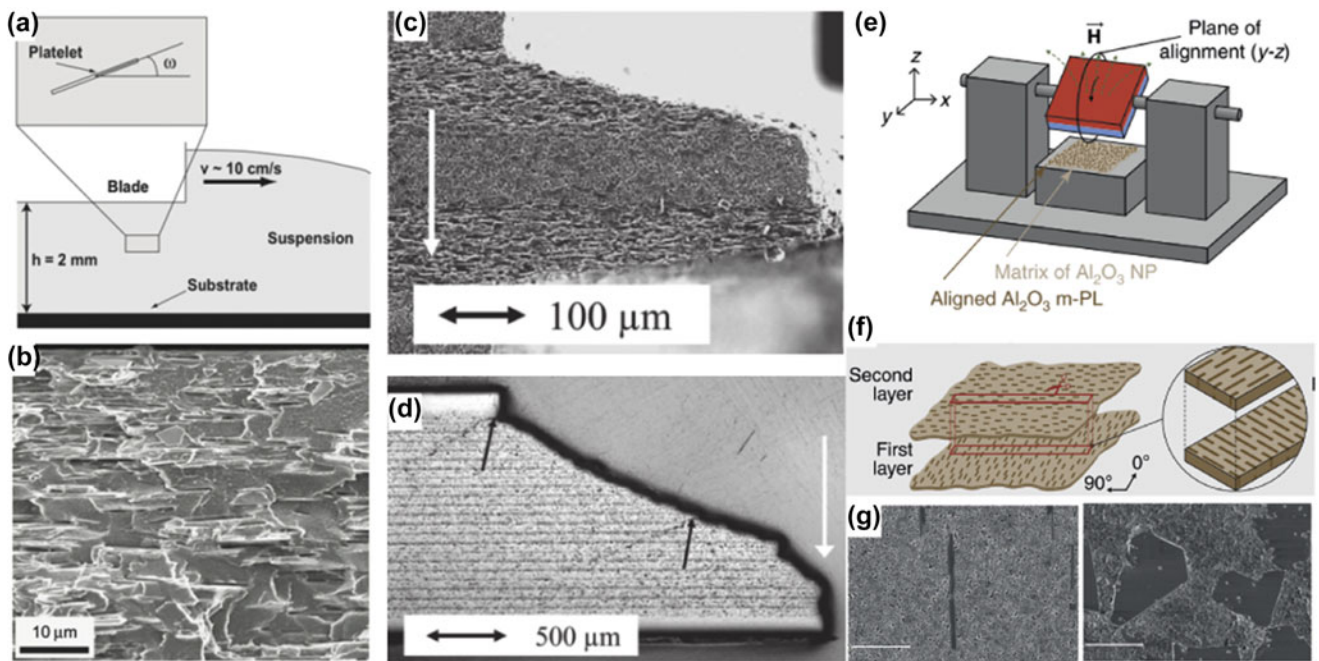 (a)
Platelet
ω
Blade
v ~ 10 cm/s
h = 2 mm
Suspension
Substrate
(b)
10 μm
(c)
100 μm
(d)
500 μm
(e)
H
Plane of
alignment (y-z)
z
x
y
Matrix of Al₂O₃ NP
Aligned Al₂O₃ m-PL
(f)
Second
layer
First
layer
90°
0°
(g)